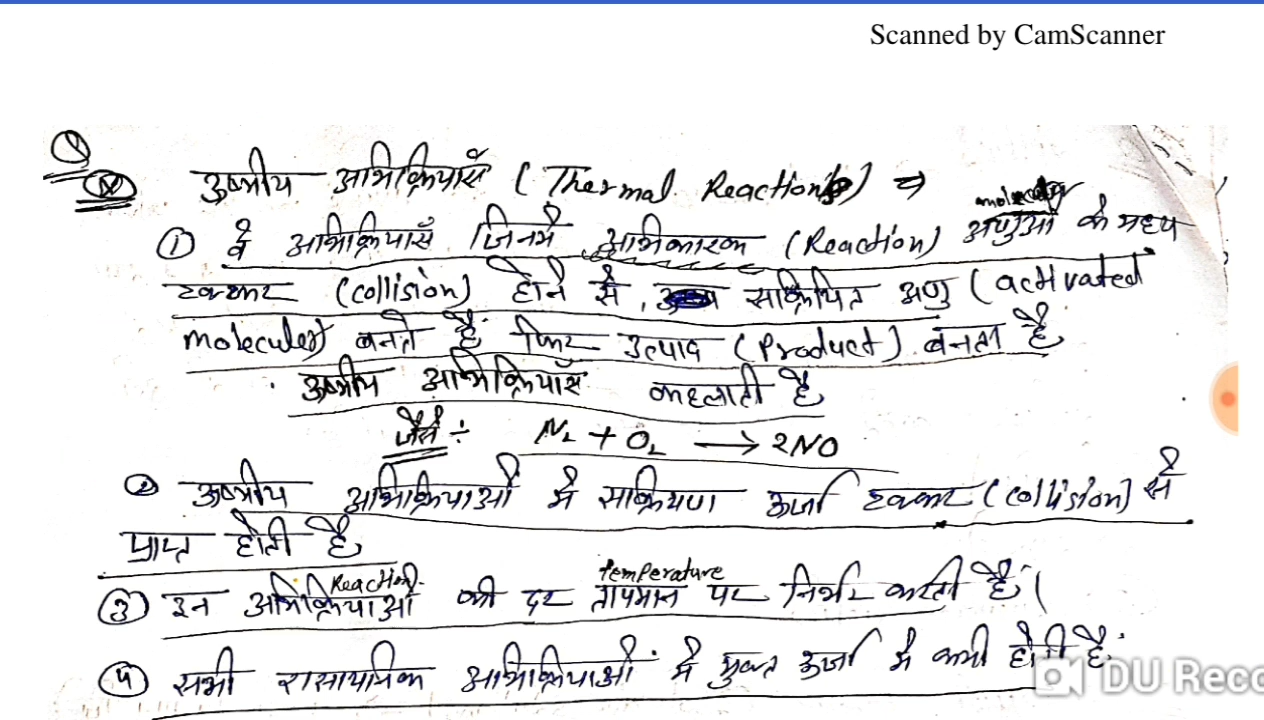 Scanned by CamScanner
ऊष्मीय अभिक्रियाएँ (Thermal Reaction) ⇒
① वे अभिक्रियाएँ जिनमें अभिकारक (Reaction) अणुओं के मध्य
टक्कर (collision) होने से, सक्रियित अणु (activated
molecules) बनते हैं फिर उत्पाद (Product) बनता है
ऊष्मीय अभिक्रियाएँ कहलाती है
जैसे ÷ N₂ + O₂ → 2NO
② ऊष्मीय अभिक्रियाओं मे सक्रियण ऊर्जा टक्कर (collision) से
प्राप्त होती है
Reaction temperature
③ इन अभिक्रियाओं की दर तापमान पर निर्भर करती है।
④ सभी रासायनिक अभिक्रियाओं में मुक्त ऊर्जा मे कमी होती है
DU Reco